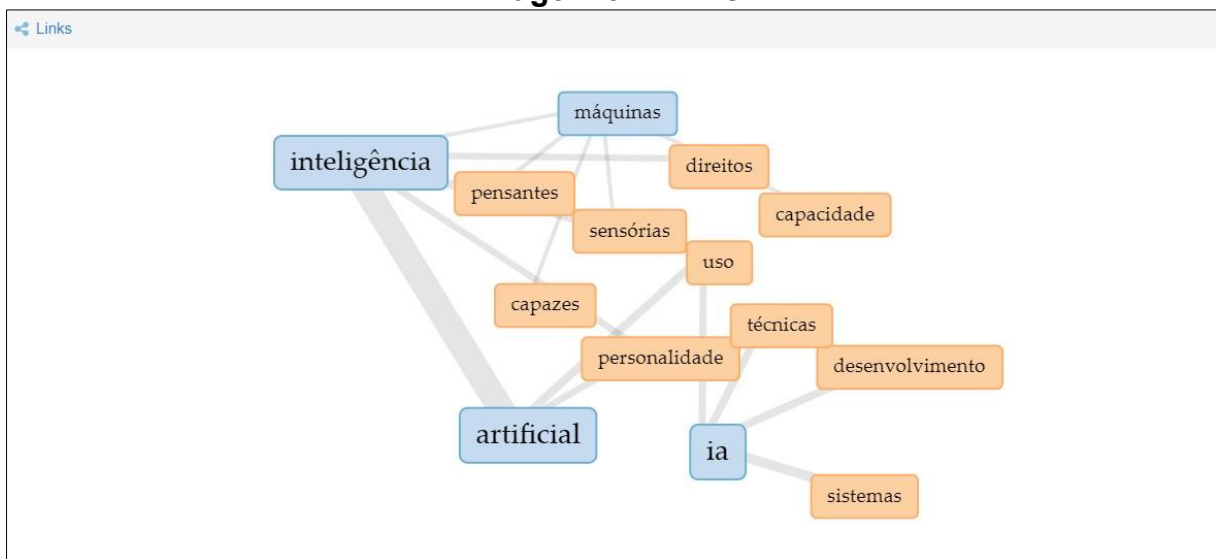 Links
máquinas
inteligência
direitos
pensantes
capacidade
sensórias
uso
capazes
técnicas
personalidade
desenvolvimento
artificial
ia
sistemas